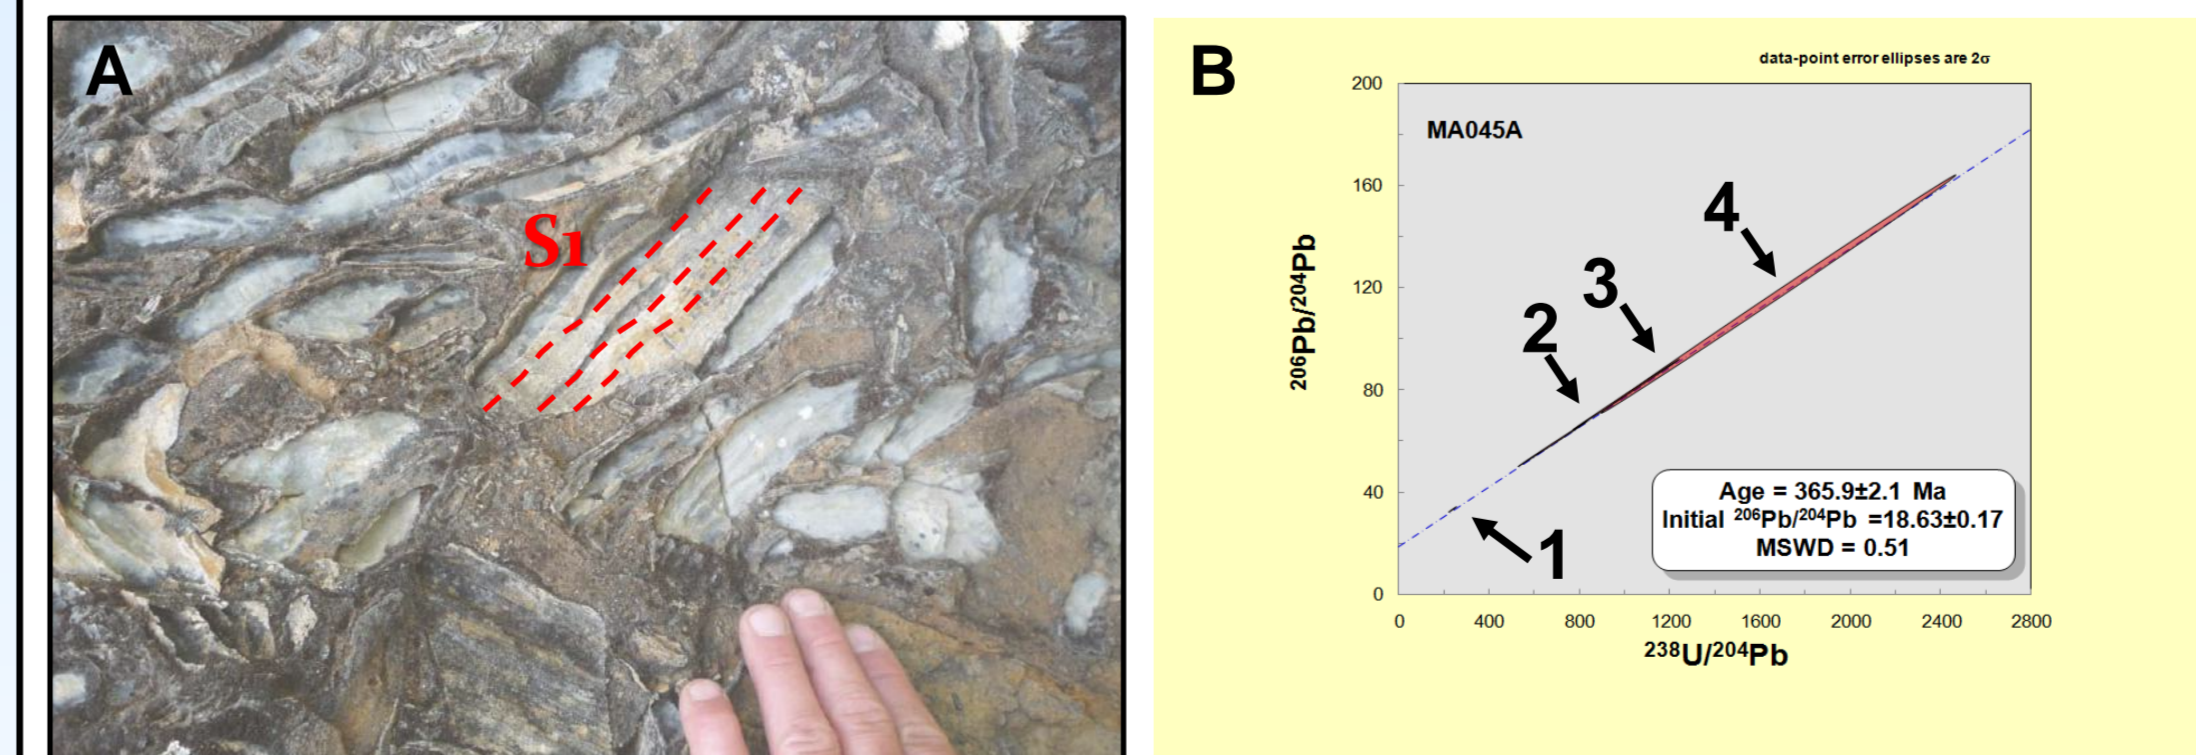 A
S1
B
data-point error ellipses are 2σ
MA045A
200
160
120
80
40
0
0 400 800 1200 1600 2000 2400 2800
²⁰⁶Pb/²⁰⁴Pb
²³⁸U/²⁰⁴Pb
4
3
2
1
Age = 365.9±2.1 Ma
Initial ²⁰⁶Pb/²⁰⁴Pb =18.63±0.17
MSWD = 0.51